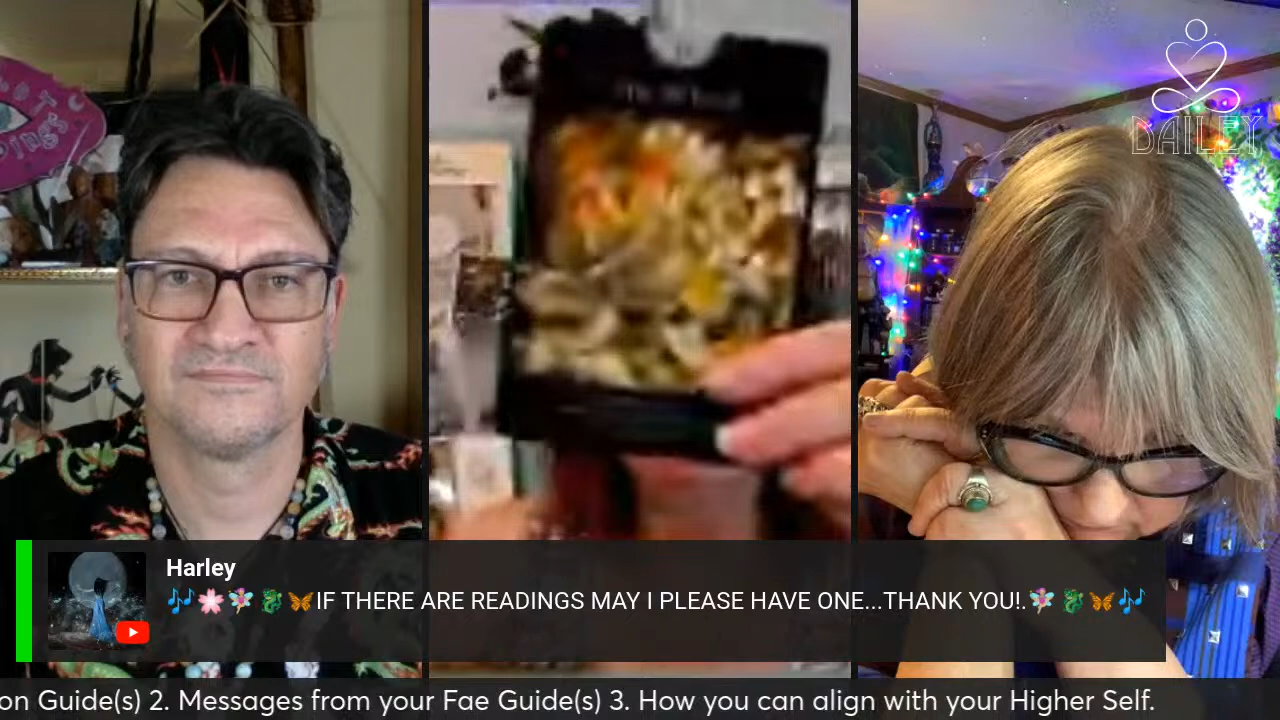 DAILEY
Harley
🎶🌸🧚🐉🦋IF THERE ARE READINGS MAY I PLEASE HAVE ONE...THANK YOU!.🧚🐉🦋🎶
on Guide(s) 2. Messages from your Fae Guide(s) 3. How you can align with your Higher Self.